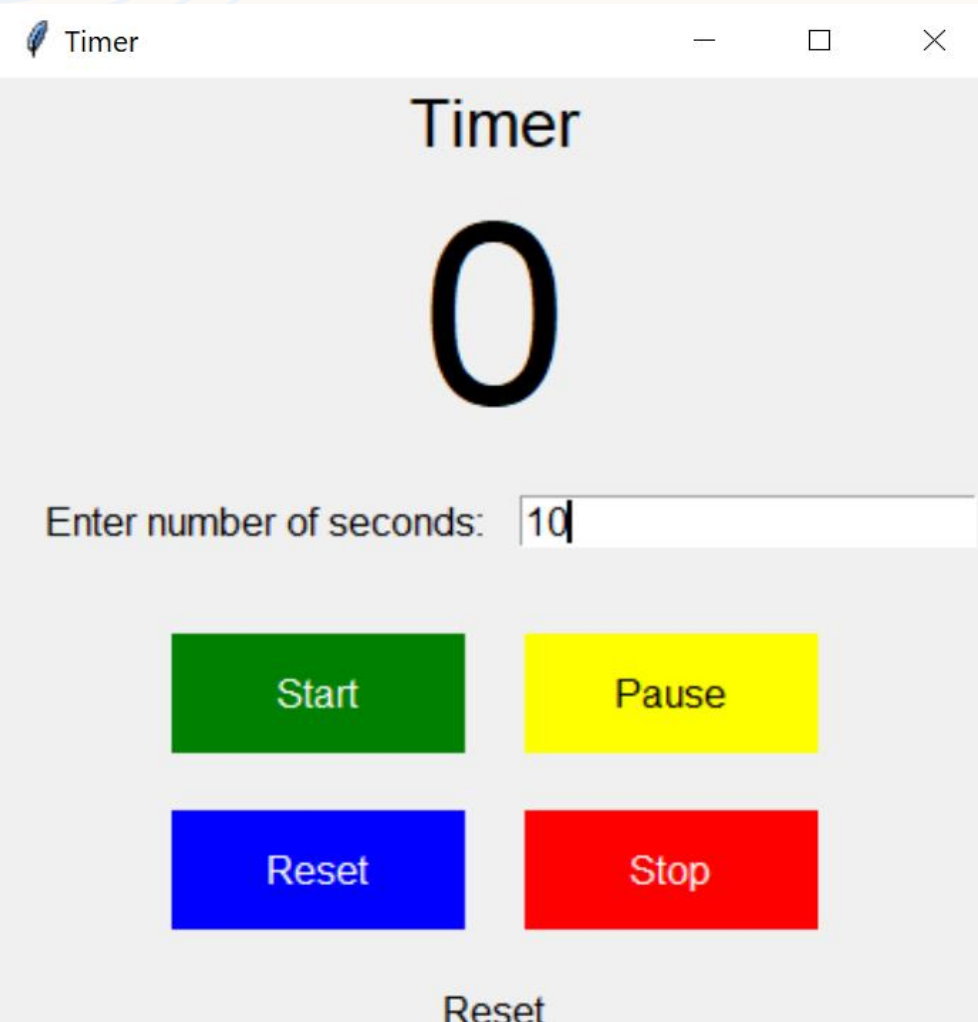 Timer
Timer
0
Enter number of seconds: 10
Start Pause
Reset Stop
Reset